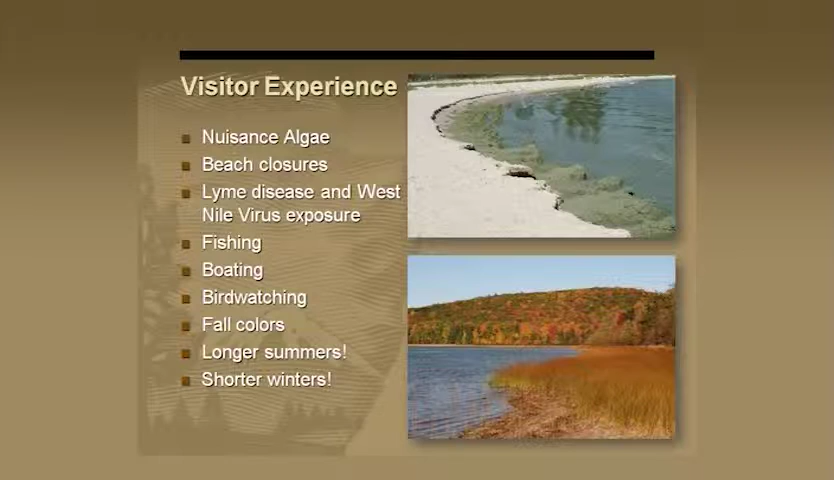 Visitor Experience
Nuisance Algae
Beach closures
Lyme disease and West
Nile Virus exposure
Fishing
Boating
Birdwatching
Fall colors
Longer summers!
Shorter winters!